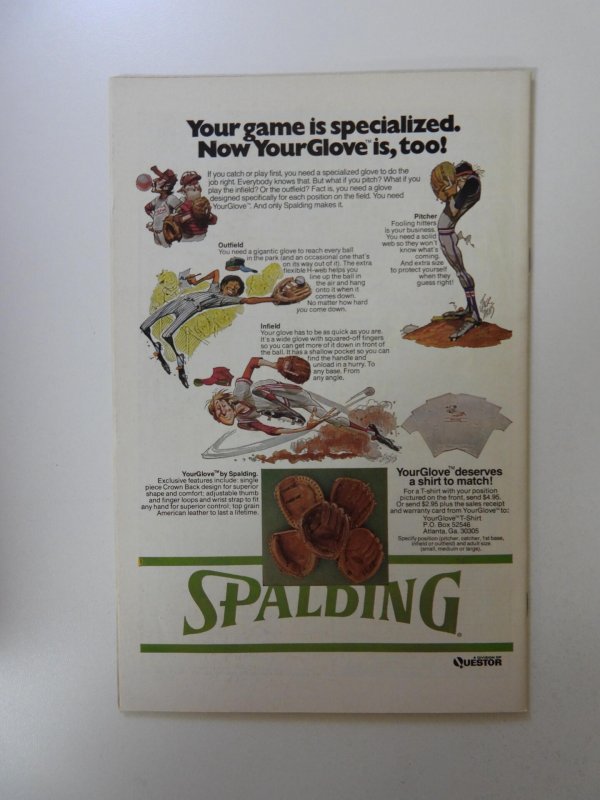 Your game is specialized.
Now YourGlove™ is, too!
If you catch or play first, you need a specialized glove to do the
job right. Everybody knows that. But what if you pitch? What if you
play the infield? Or the outfield? Fact is, you need a glove
designed specifically for each position on the field. You need
YourGlove™. And only Spalding makes it.
Pitcher
Fooling hitters
is your business.
You need a solid
web so they won't
know what's
coming.
And extra size
to protect yourself
when they
guess right!
Outfield
You need a gigantic glove to reach every ball
in the park (and an occasional one that's
on its way out of it). The extra
flexible H-web helps you
line up the ball in
the air and hang
onto it when it
comes down.
No matter how hard
you come down.
Infield
Your glove has to be as quick as you are.
It's a wide glove with squared-off fingers
so you can get more of it down in front of
the ball. It has a shallow pocket so you can
find the handle and
unload in a hurry. To
any base. From
any angle.
YourGlove™ by Spalding.
Exclusive features include: single
piece Crown Back design for superior
shape and comfort; adjustable thumb
and finger loops and wrist strap to fit
any hand for superior control; top grain
American leather to last a lifetime.
YourGlove™ deserves
a shirt to match!
For a T-shirt with your position
pictured on the front, send $4.95.
Or send $2.95 plus the sales receipt
and warranty card from YourGlove™ to:
YourGlove™ T-Shirt
P.O. Box 52546
Atlanta, Ga. 30305
Specify position (pitcher, catcher, 1st base,
infield or outfield) and adult size
(small, medium or large).
SPALDING®
A DIVISION OF
QUESTOR